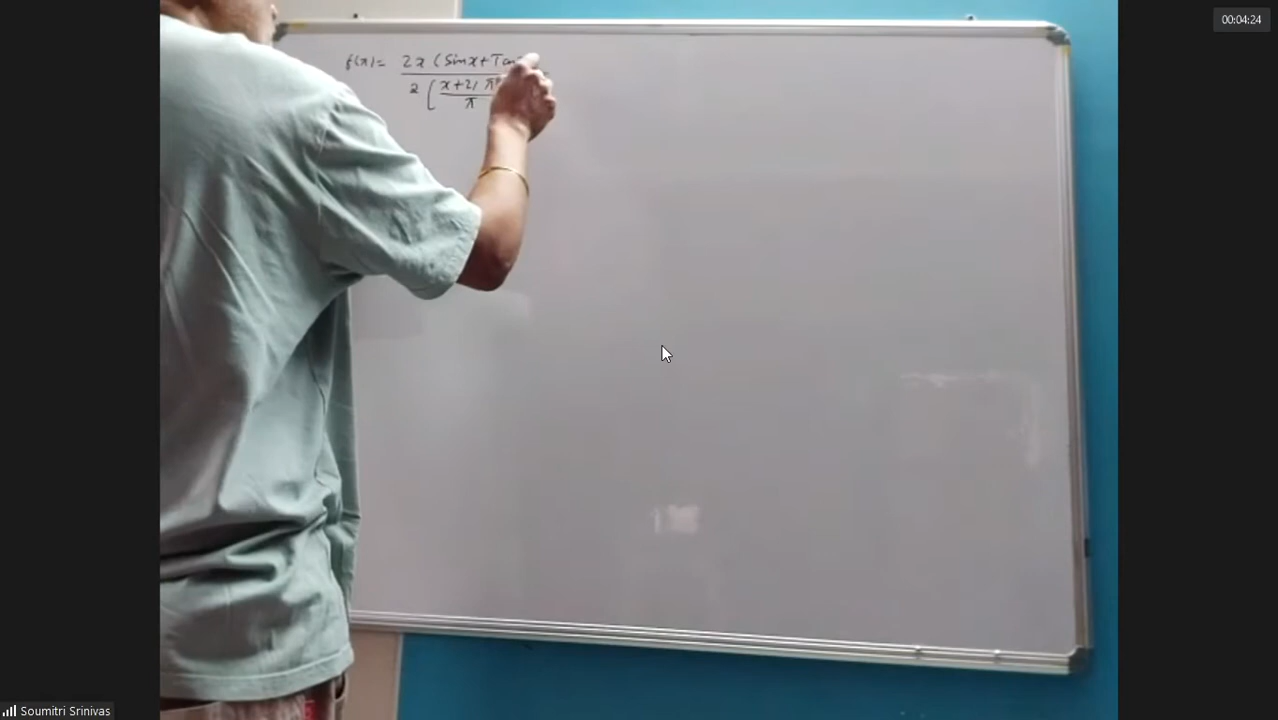 00:04:24
f(x) = 2x (Sinx+Tan
2 [ x+21 π
π
Soumitri Srinivas